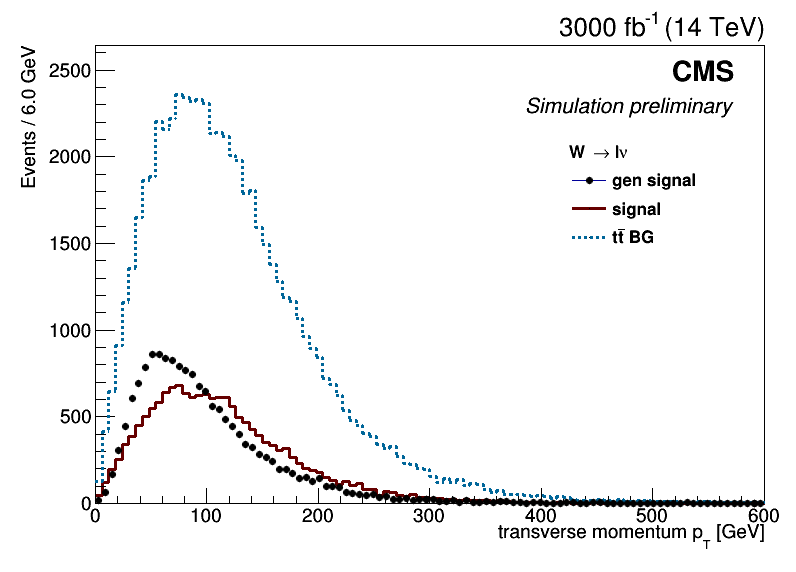 3000 fb⁻¹ (14 TeV)
CMS
Simulation preliminary
W → lν
gen signal
signal
tt̄ BG
Events / 6.0 GeV
2500
2000
1500
1000
500
0
0 100 200 300 400 500 600
transverse momentum p_T [GeV]